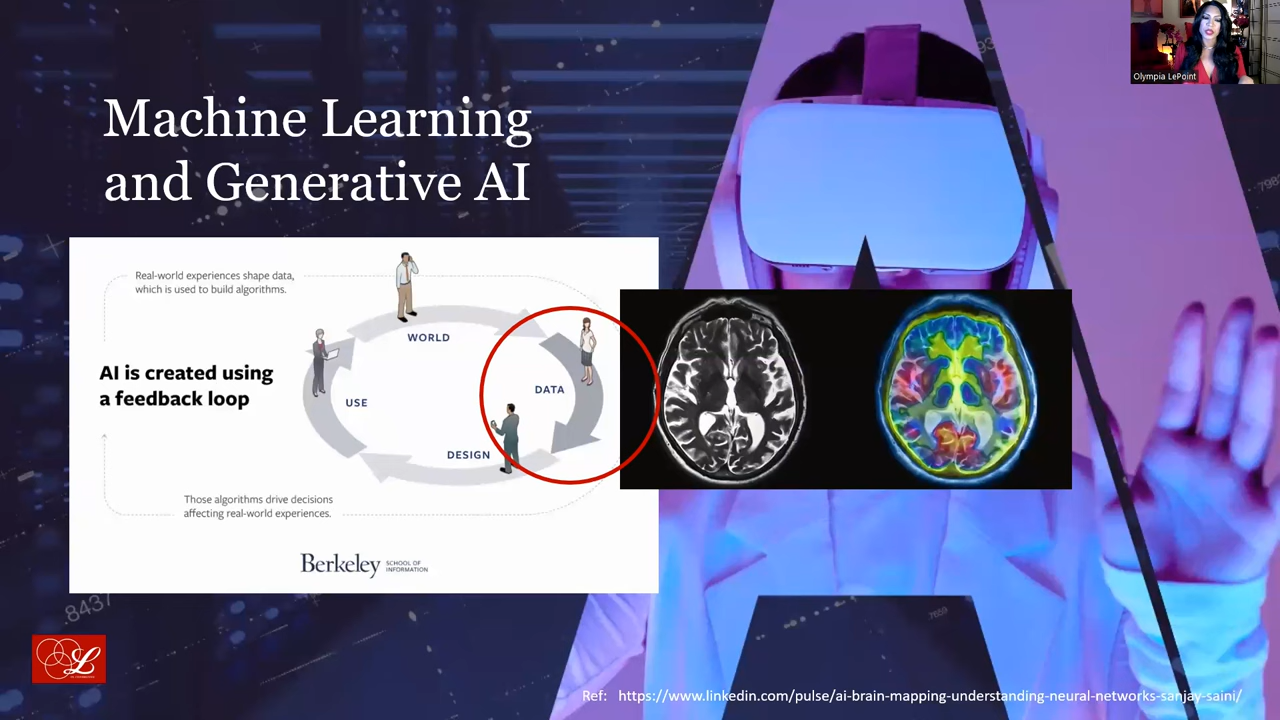 Olympia LePoint
Machine Learning
and Generative AI
Real-world experiences shape data,
which is used to build algorithms.
WORLD
AI is created using
a feedback loop
DATA
USE
DESIGN
Those algorithms drive decisions
affecting real-world experiences.
Berkeley SCHOOL OF
INFORMATION
8437
7659
L
Ref: https://www.linkedin.com/pulse/ai-brain-mapping-understanding-neural-networks-sanjay-saini/